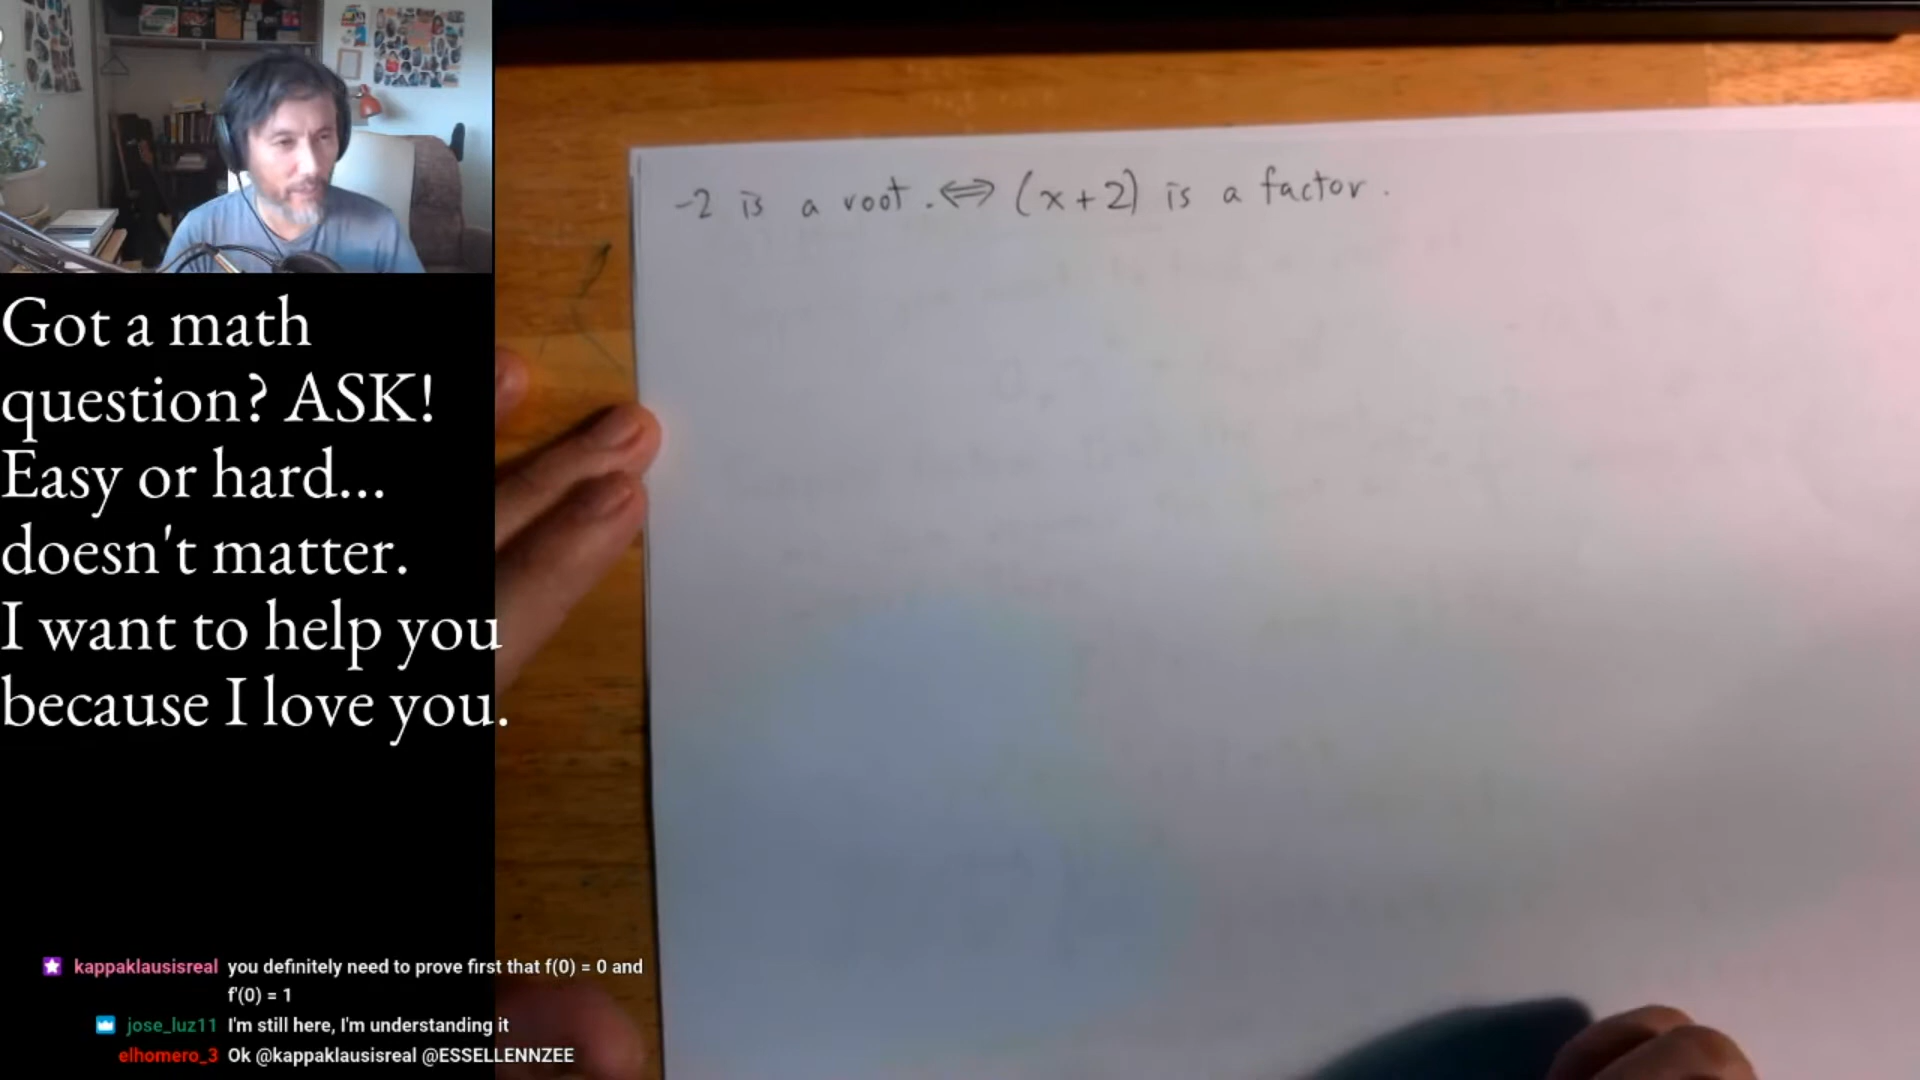 -2 is a root. ⇔ (x+2) is a factor.
Got a math
question? ASK!
Easy or hard...
doesn't matter.
I want to help you
because I love you.
kappaklausisreal you definitely need to prove first that f(0) = 0 and
f'(0) = 1
jose_luz11 I'm still here, I'm understanding it
elhomero_3 Ok @kappaklausisreal @ESSELLENNZEE